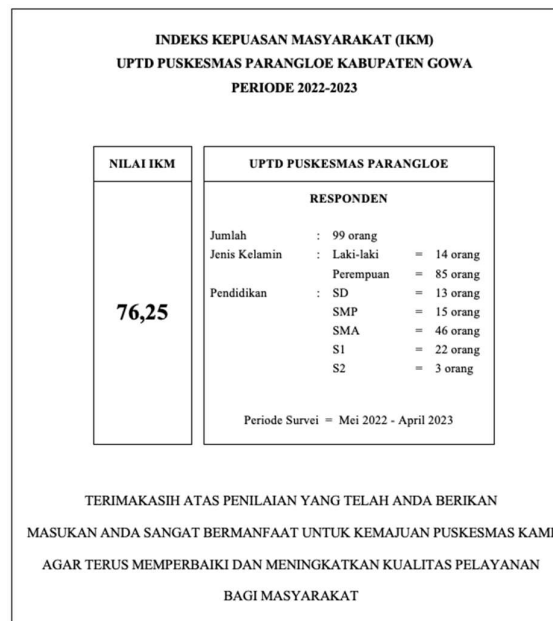 INDEKS KEPUASAN MASYARAKAT (IKM)
UPTD PUSKESMAS PARANGLOE KABUPATEN GOWA
PERIODE 2022-2023
NILAI IKM
76,25
UPTD PUSKESMAS PARANGLOE
RESPONDEN
Jumlah : 99 orang
Jenis Kelamin : Laki-laki = 14 orang
Perempuan = 85 orang
Pendidikan : SD = 13 orang
SMP = 15 orang
SMA = 46 orang
S1 = 22 orang
S2 = 3 orang
Periode Survei = Mei 2022 - April 2023
TERIMAKASIH ATAS PENILAIAN YANG TELAH ANDA BERIKAN
MASUKAN ANDA SANGAT BERMANFAAT UNTUK KEMAJUAN PUSKESMAS KAMI
AGAR TERUS MEMPERBAIKI DAN MENINGKATKAN KUALITAS PELAYANAN
BAGI MASYARAKAT